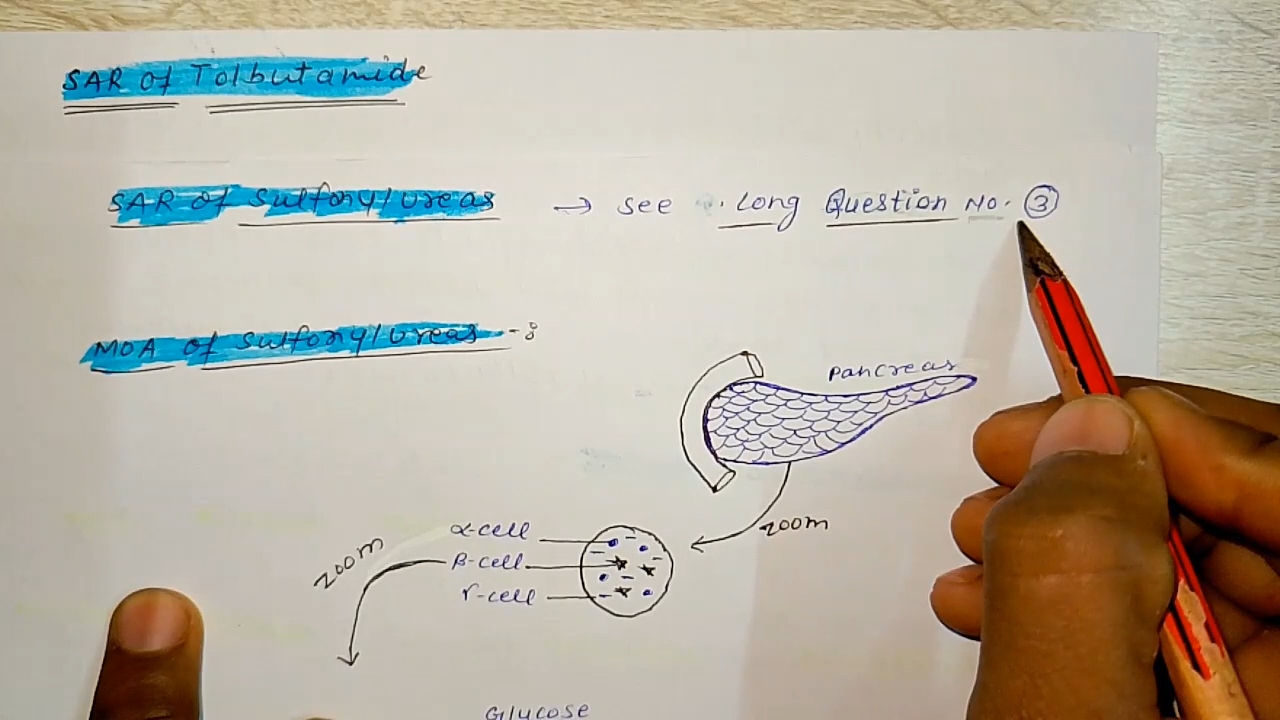 SAR of Tolbutamide
SAR of Sulfonylureas → see Long Question No. ③
MOA of Sulfonylureas -:
Pancreas
zoom
α-cell
zoom
β-cell
r-cell
Glucose